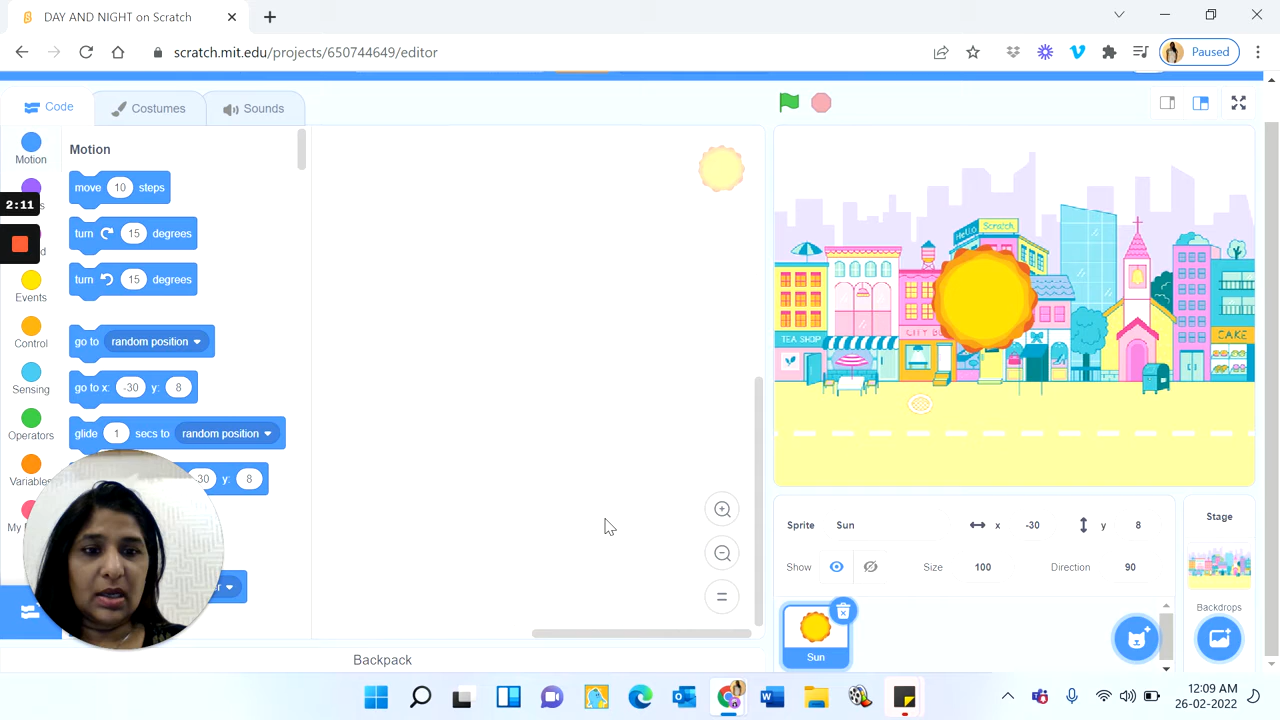 DAY AND NIGHT on Scratch
scratch.mit.edu/projects/650744649/editor
Paused
Code
Costumes
Sounds
Motion
Motion
move 10 steps
2:11
turn 15 degrees
turn 15 degrees
Events
Control
go to random position
Sensing
go to x: -30 y: 8
Operators
glide 1 secs to random position
Variables
-30 y: 8
My
Hello Scratch
TEA SHOP
CAKE
Sprite Sun x -30 y 8
Show Size 100 Direction 90
Sun
Stage
Backdrops
Backpack
12:09 AM
26-02-2022